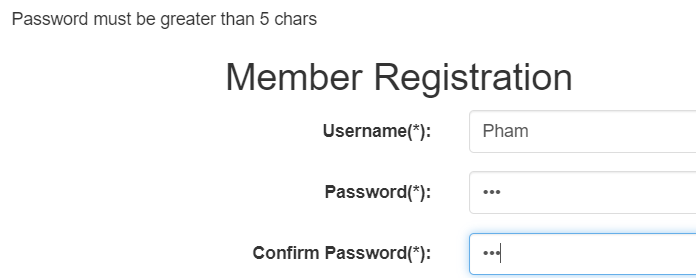 Password must be greater than 5 chars
Member Registration
Username(*): Pham
Password(*): •••
Confirm Password(*): •••